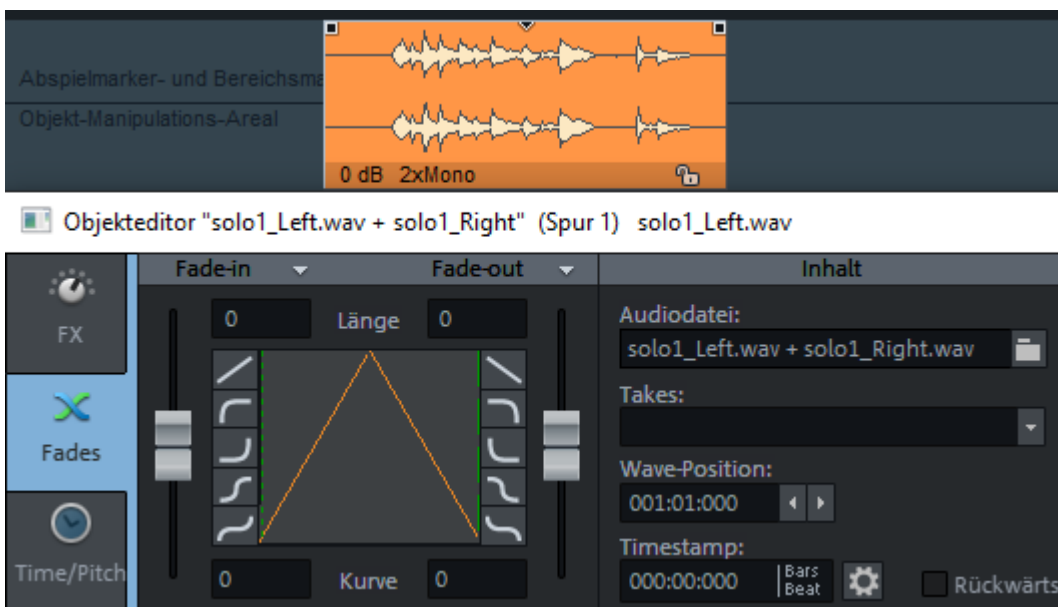 Abspielmarker- und Bereichsma
Objekt-Manipulations-Areal
0 dB 2xMono
Objekteditor "solo1_Left.wav + solo1_Right" (Spur 1) solo1_Left.wav
Fade-in Fade-out Inhalt
FX
0 Länge 0
Audiodatei:
solo1_Left.wav + solo1_Right.wav
Takes:
Fades
Wave-Position:
001:01:000
Timestamp:
Time/Pitch
0 Kurve 0
000:00:000 Bars
Beat
Rückwärts